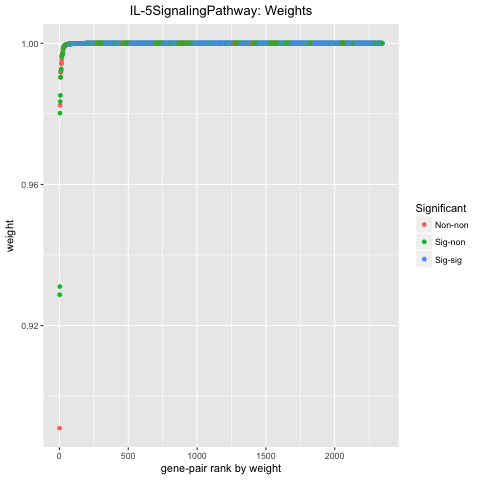 IL-5SignalingPathway: Weights
1.00
0.96
0.92
weight
0
500
1000
1500
2000
gene-pair rank by weight
Significant
Non-non
Sig-non
Sig-sig